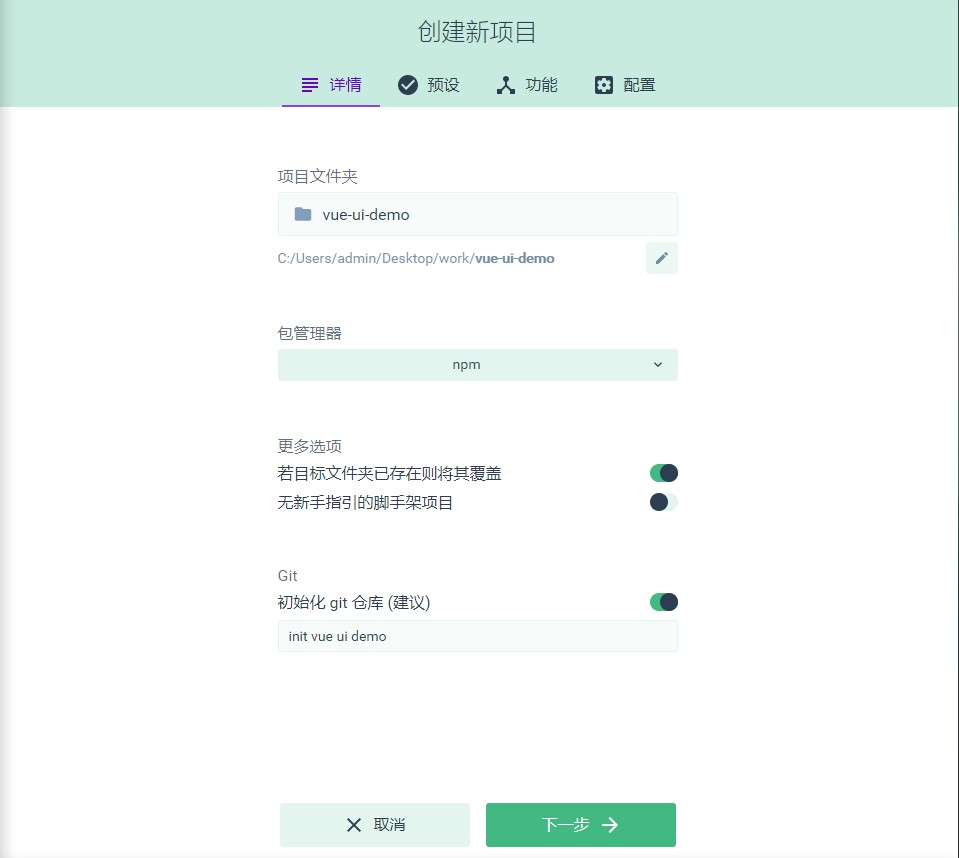 创建新项目
详情 预设 功能 配置
项目文件夹
vue-ui-demo
C:/Users/admin/Desktop/work/vue-ui-demo
包管理器
npm
更多选项
若目标文件夹已存在则将其覆盖
无新手指引的脚手架项目
Git
初始化 git 仓库 (建议)
init vue ui demo
取消 下一步